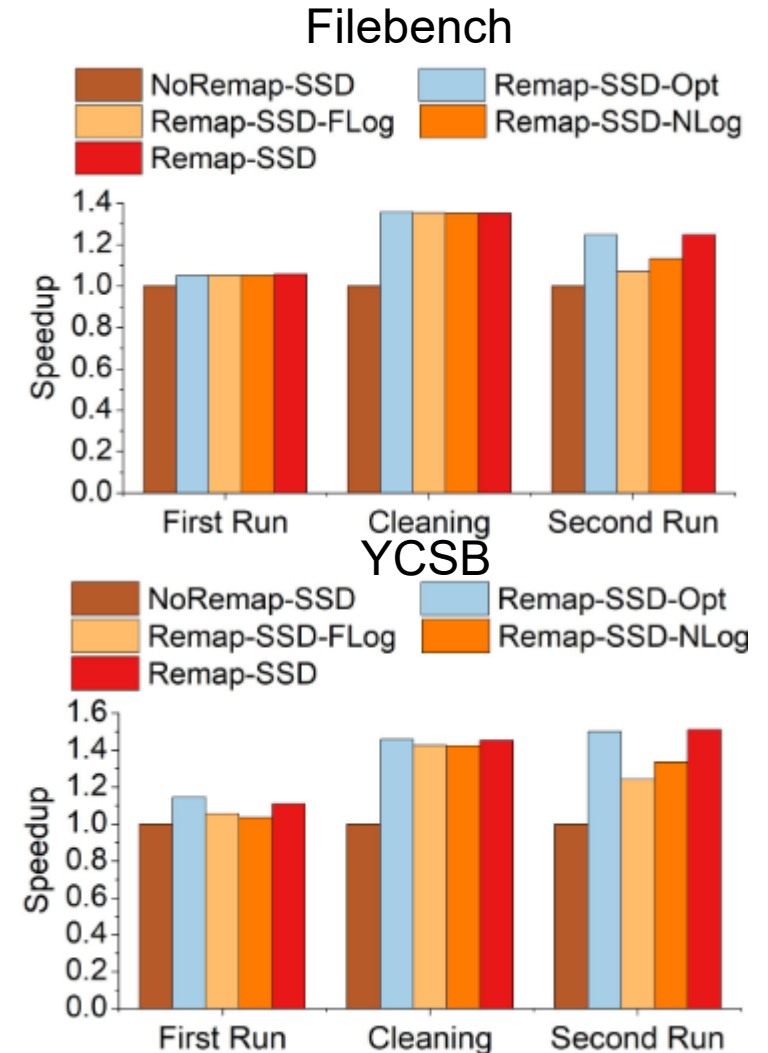 Filebench
NoRemap-SSD Remap-SSD-Opt
Remap-SSD-FLog Remap-SSD-NLog
Remap-SSD
1.4
1.2
1.0
0.8
0.6
0.4
0.2
0.0
Speedup
First Run Cleaning Second Run
YCSB
NoRemap-SSD Remap-SSD-Opt
Remap-SSD-FLog Remap-SSD-NLog
Remap-SSD
1.6
1.4
1.2
1.0
0.8
0.6
0.4
0.2
0.0
Speedup
First Run Cleaning Second Run